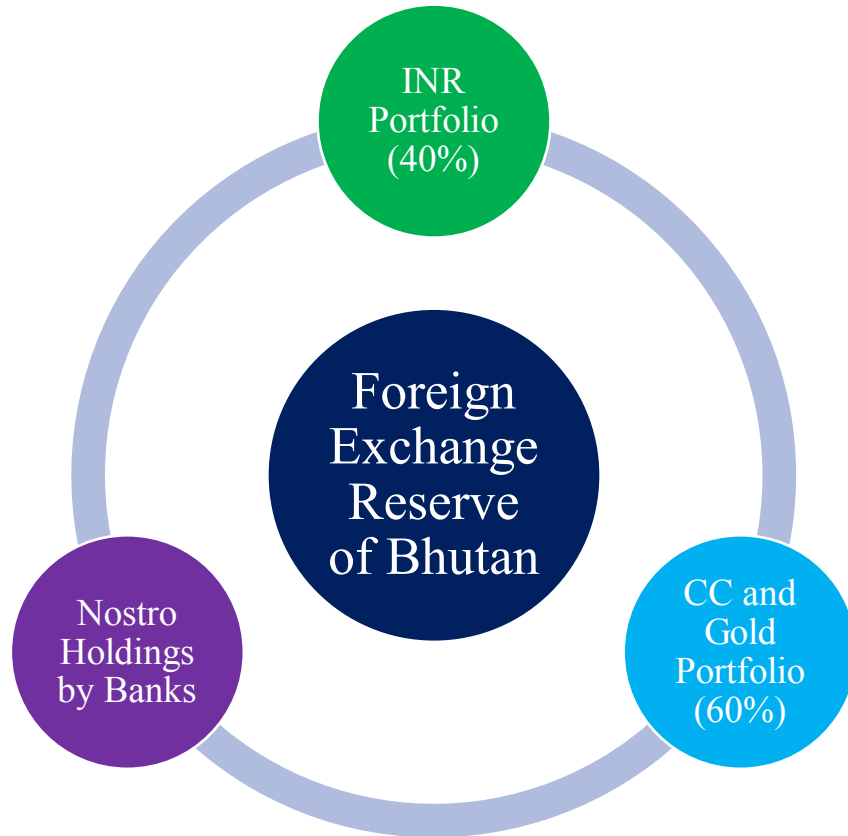 INR
Portfolio
(40%)
Foreign
Exchange
Reserve
of Bhutan
Nostro
Holdings
by Banks
CC and
Gold
Portfolio
(60%)